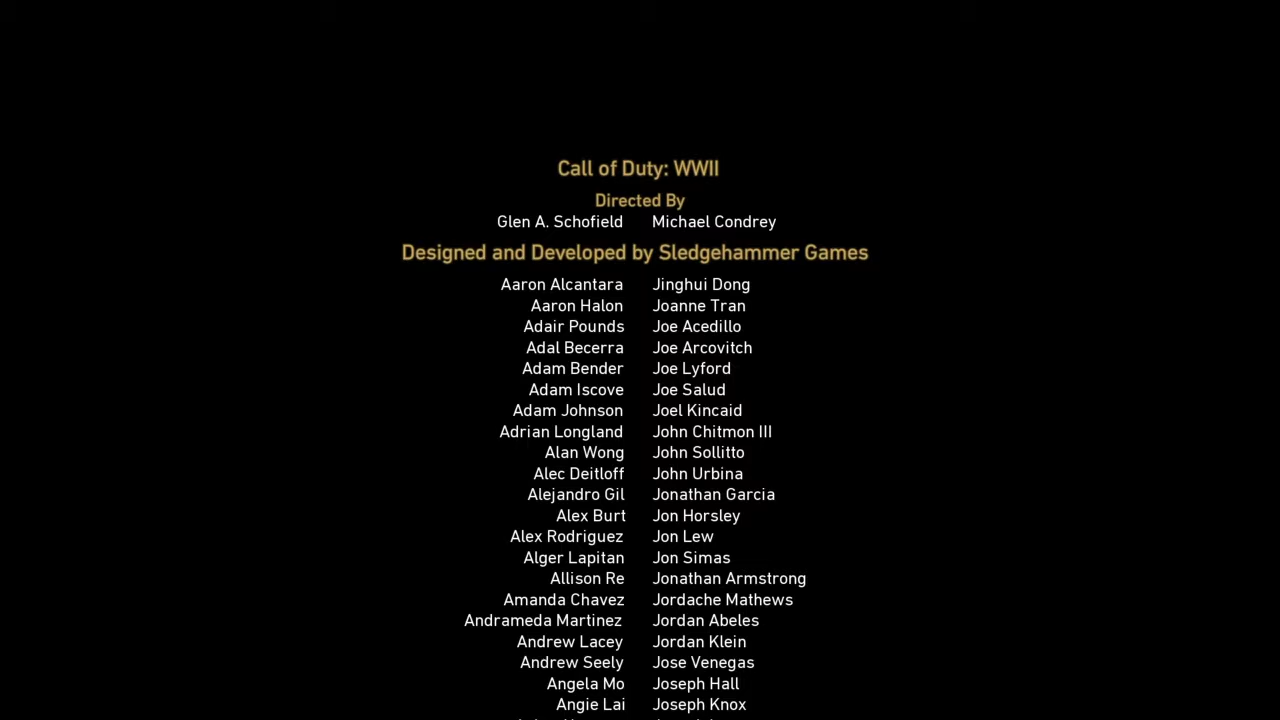 Call of Duty: WWII
Directed By
Glen A. Schofield Michael Condrey
Designed and Developed by Sledgehammer Games
Aaron Alcantara Jinghui Dong
Aaron Halon Joanne Tran
Adair Pounds Joe Acedillo
Adal Becerra Joe Arcovitch
Adam Bender Joe Lyford
Adam Iscove Joe Salud
Adam Johnson Joel Kincaid
Adrian Longland John Chitmon III
Alan Wong John Sollitto
Alec Deitloff John Urbina
Alejandro Gil Jonathan Garcia
Alex Burt Jon Horsley
Alex Rodriguez Jon Lew
Alger Lapitan Jon Simas
Allison Re Jonathan Armstrong
Amanda Chavez Jordache Mathews
Andrameda Martinez Jordan Abeles
Andrew Lacey Jordan Klein
Andrew Seely Jose Venegas
Angela Mo Joseph Hall
Angie Lai Joseph Knox